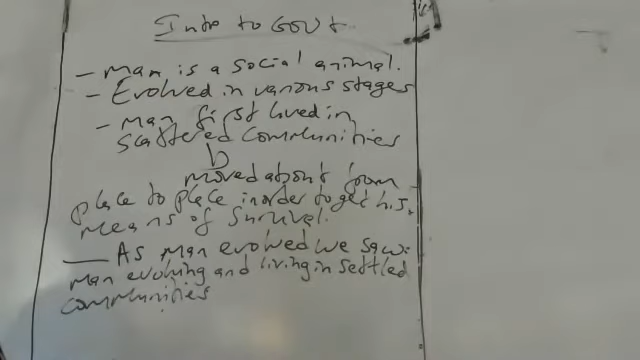 Intro to GOVT
- Man is a social animal.
- Evolved in various stages
- Man first lived in
scattered communities
moved about from
place to place inorder to get his
means of survival.
— As man evolved we saw
man evolving and living in settled
communities